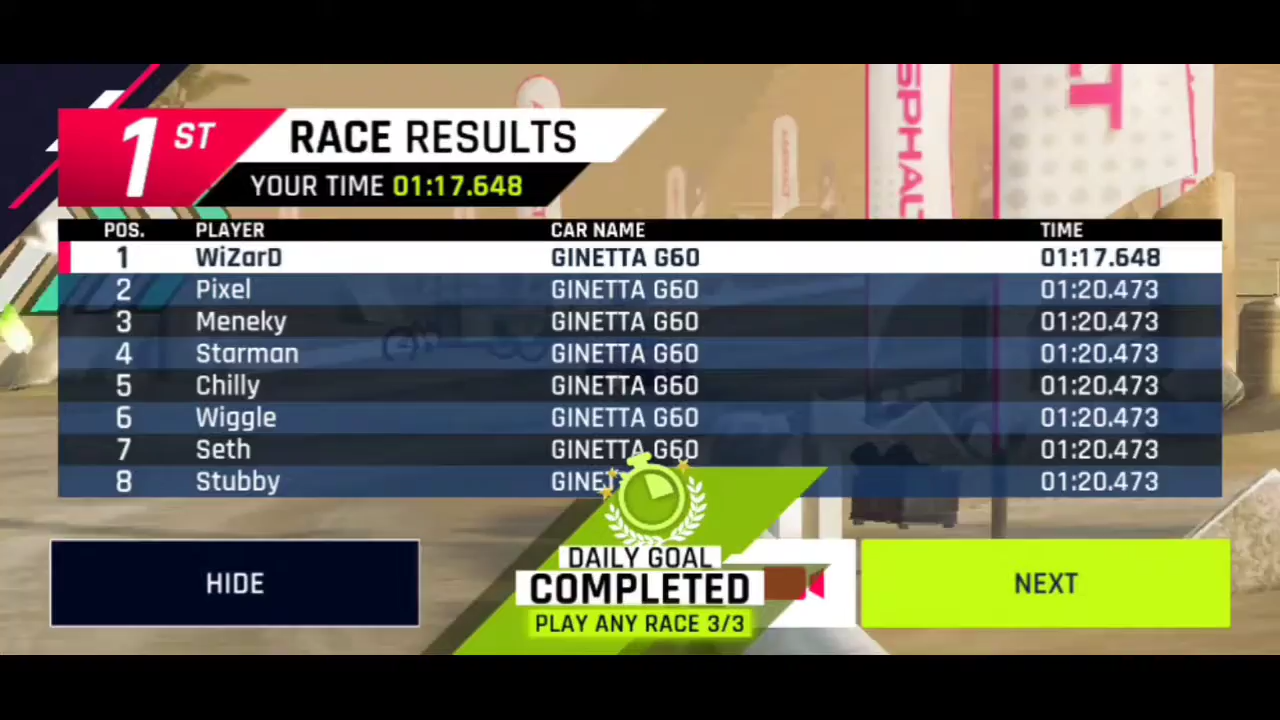 1 ST
RACE RESULTS
YOUR TIME 01:17.648
POS. PLAYER CAR NAME TIME
1 WiZarD GINETTA G60 01:17.648
2 Pixel GINETTA G60 01:20.473
3 Meneky GINETTA G60 01:20.473
4 Starman GINETTA G60 01:20.473
5 Chilly GINETTA G60 01:20.473
6 Wiggle GINETTA G60 01:20.473
7 Seth GINETTA G60 01:20.473
8 Stubby 01:20.473
HIDE
DAILY GOAL
COMPLETED
PLAY ANY RACE 3/3
NEXT